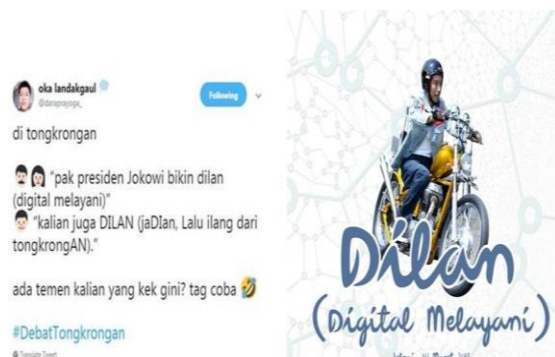 oka landakgaul
@daraprayoga_
Following
di tongkrongan
"pak presiden Jokowi bikin dilan
(digital melayani)"
"kalian juga DILAN (jaDIan, Lalu ilang dari
tongkrongAN)."
ada temen kalian yang kek gini? tag coba
#DebatTongkrongan
Translate Tweet
Dilan
(Digital Melayani)